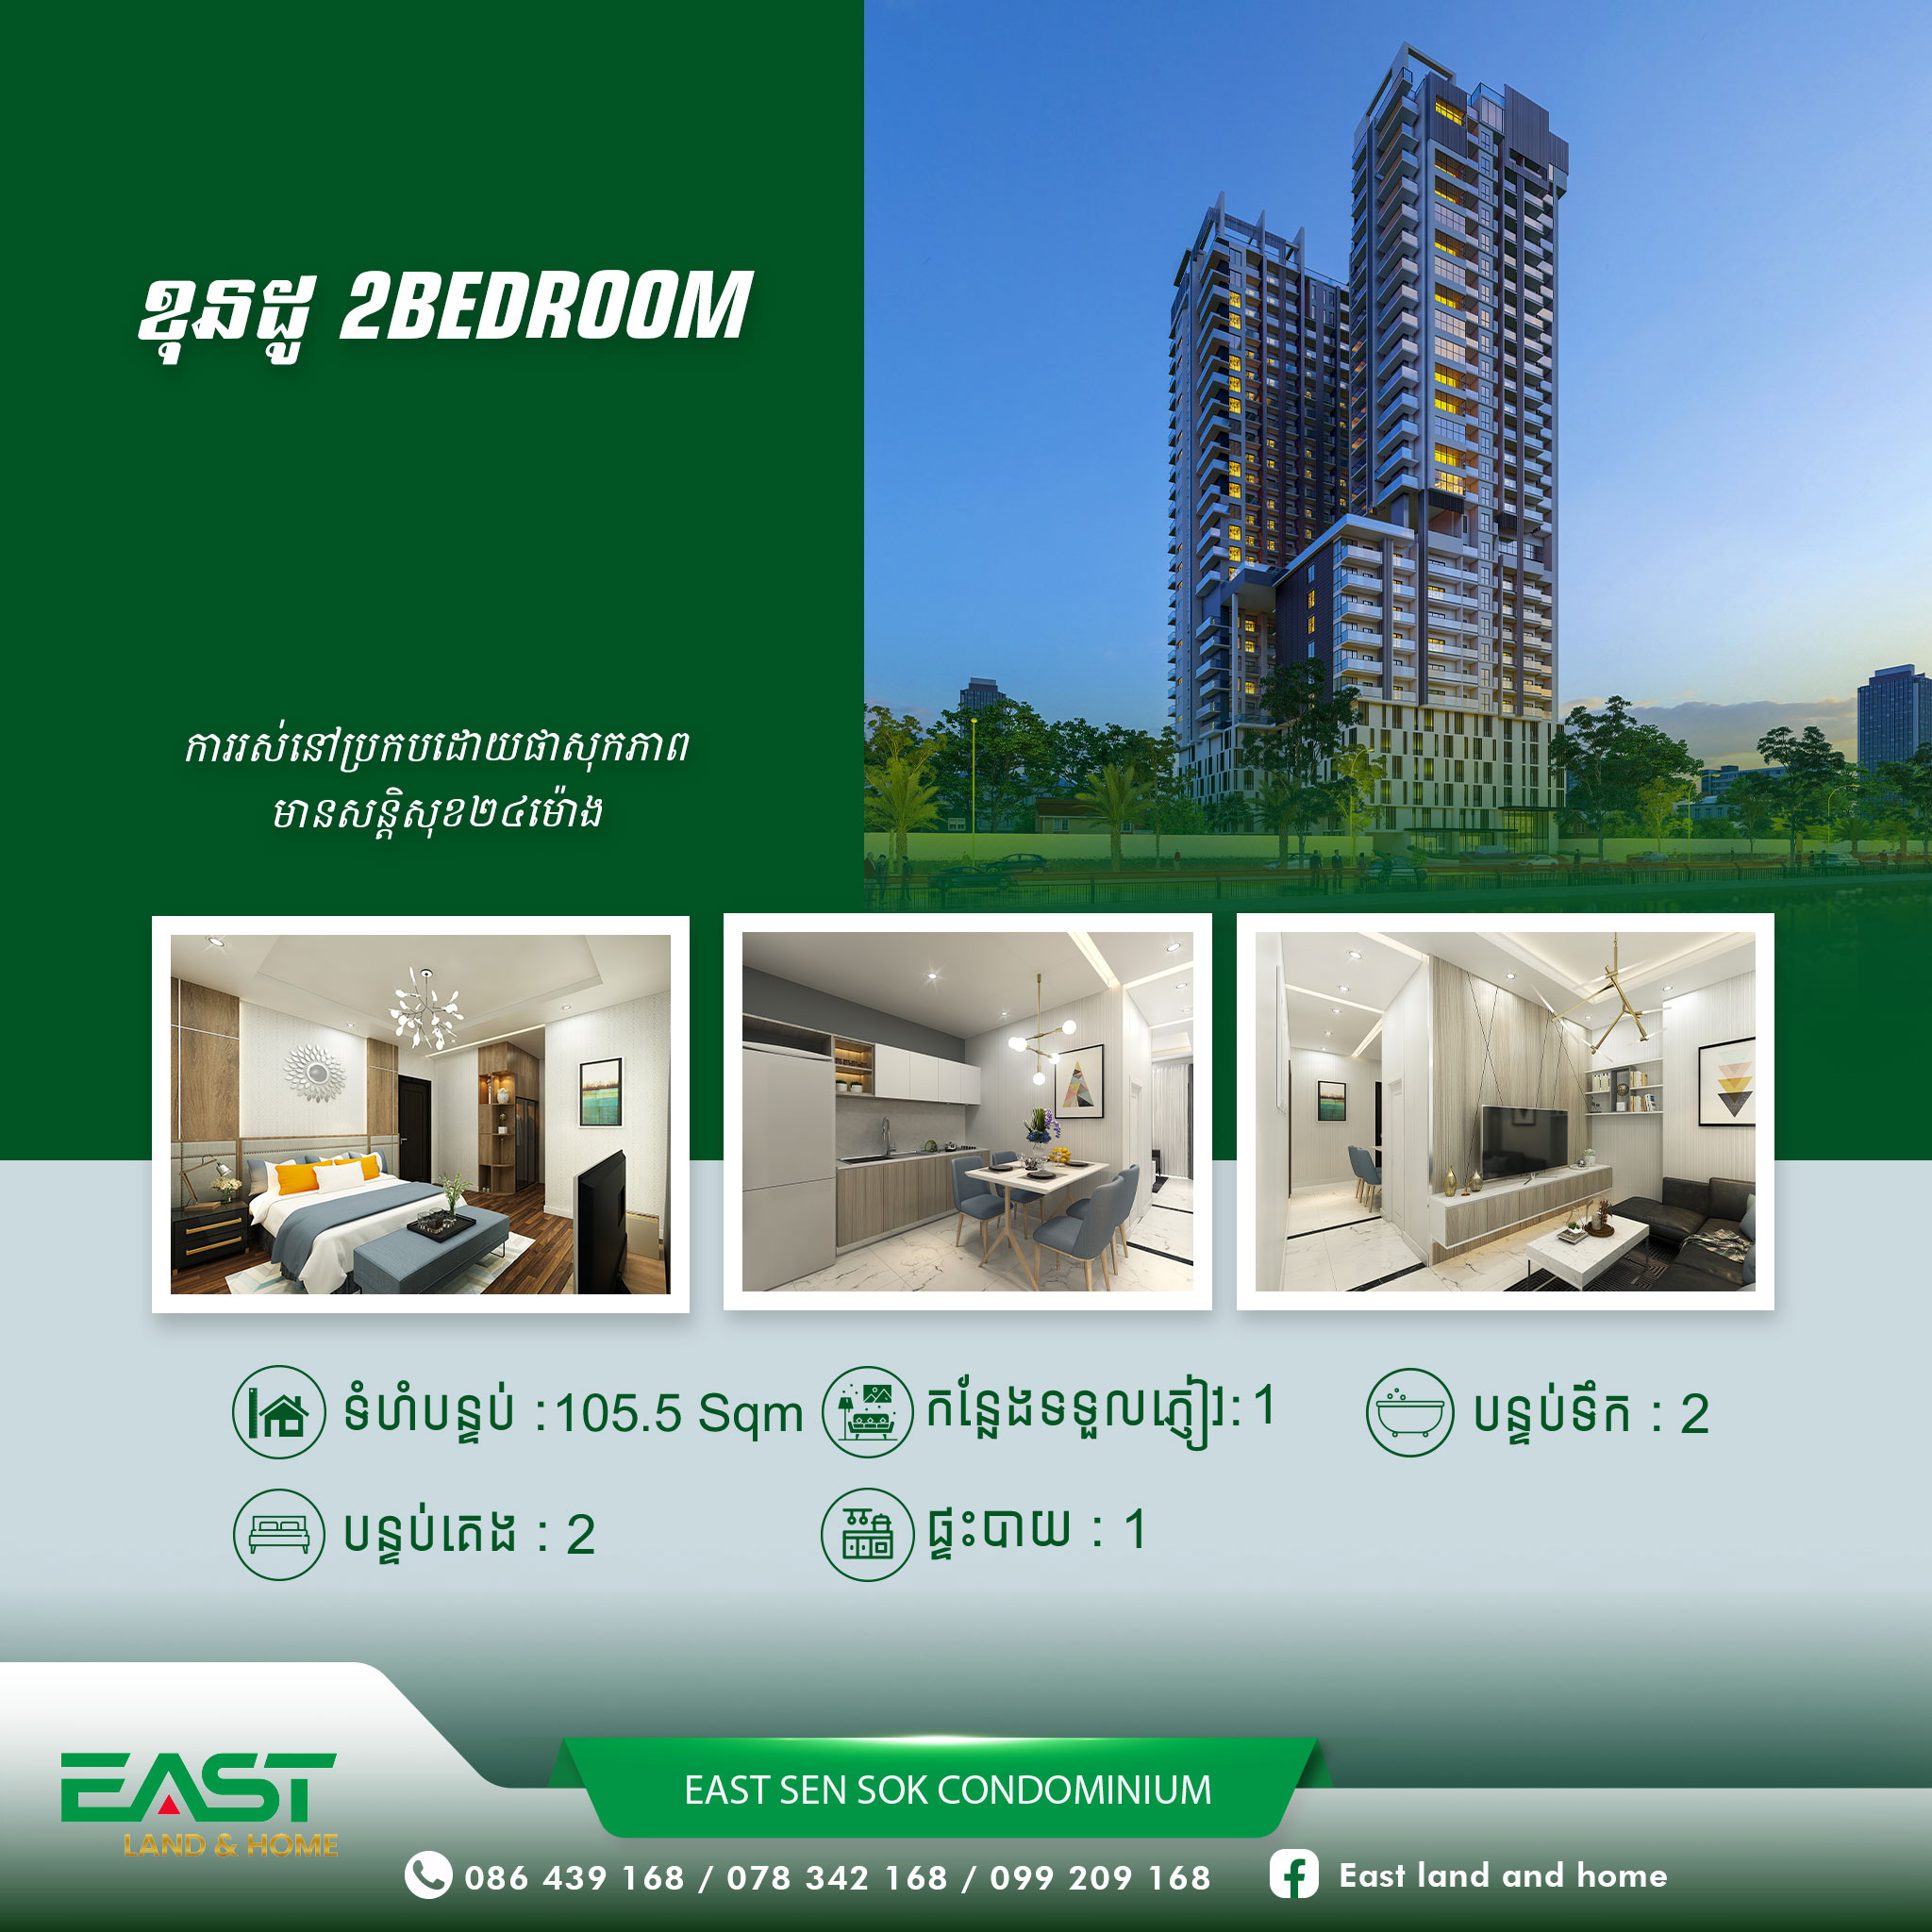 ខុនដូ 2BEDROOM
ការរស់នៅប្រកបដោយផាសុកភាព
មានសន្តិសុខ២៤ម៉ោង
ទំហំបន្ទប់ :105.5 Sqm
កន្លែងទទួលភ្ញៀវ:1
បន្ទប់ទឹក : 2
បន្ទប់គេង : 2
ផ្ទះបាយ : 1
EAST
LAND & HOME
EAST SEN SOK CONDOMINIUM
086 439 168 / 078 342 168 / 099 209 168
East land and home